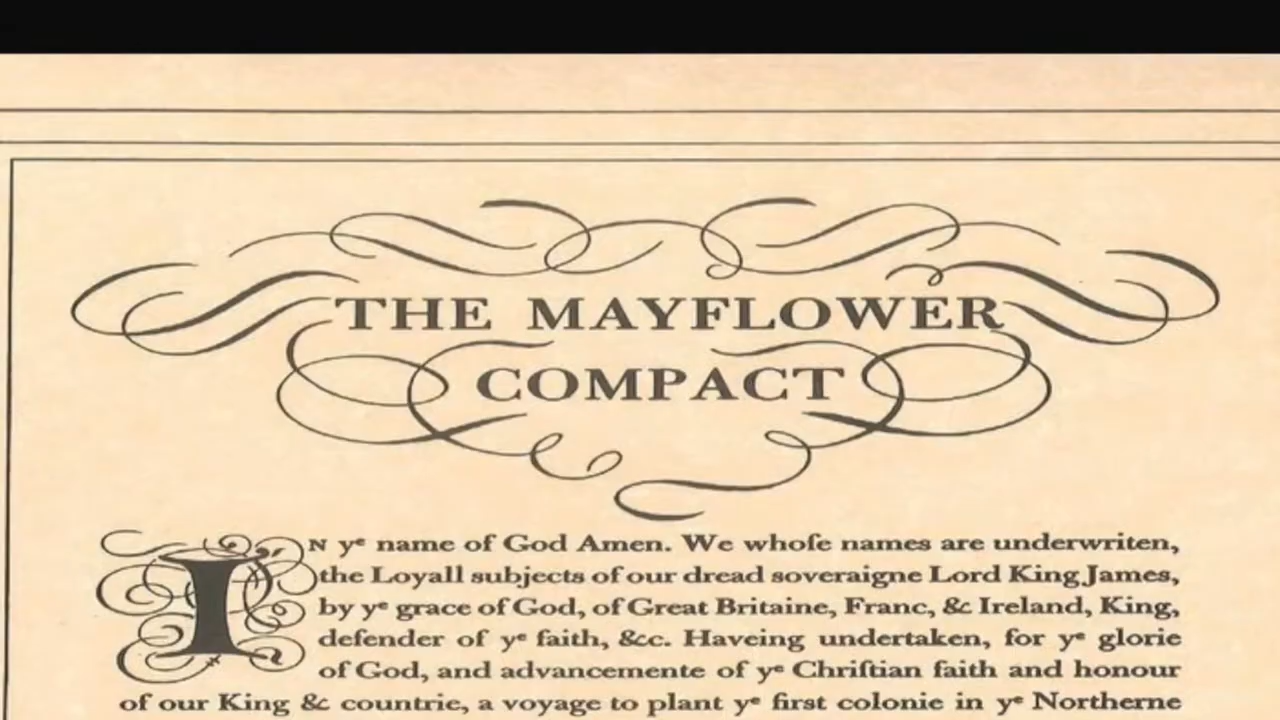 THE MAYFLOWER
COMPACT
IN yᵉ name of God Amen. We whoſe names are underwriten,
the Loyall subjects of our dread soveraigne Lord King James,
by yᵉ grace of God, of Great Britaine, Franc, & Ireland, King,
defender of yᵉ faith, &c. Haveing undertaken, for yᵉ glorie
of God, and advancemente of yᵉ Chriſtian faith and honour
of our King & countrie, a voyage to plant yᵉ first colonie in yᵉ Northerne